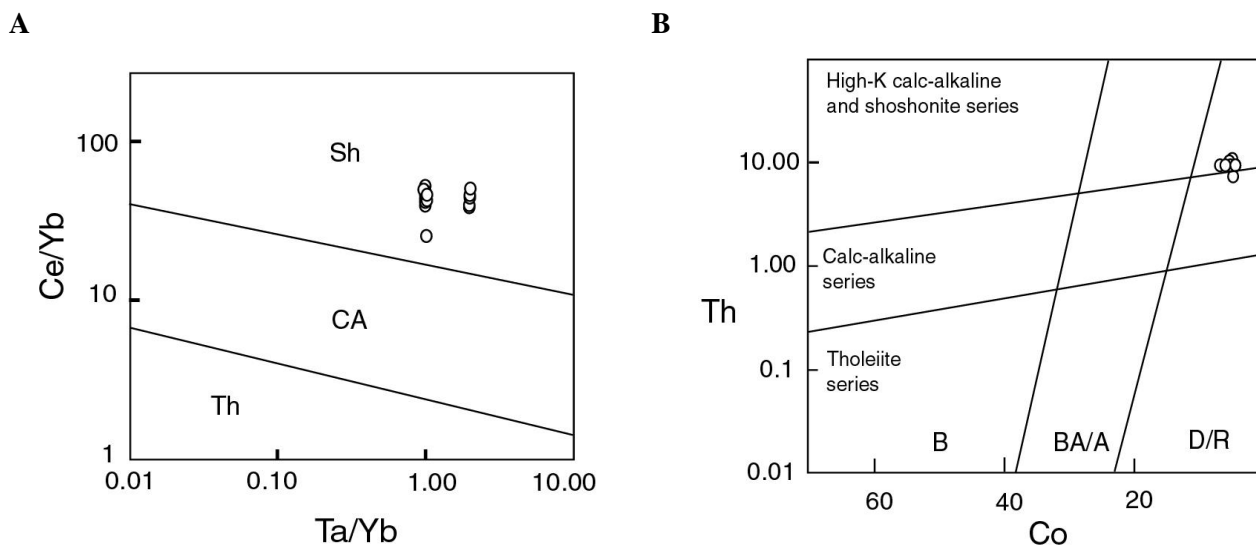 A
Ce/Yb
100
10
1
Sh
CA
Th
0.01
0.10
1.00
10.00
Ta/Yb
B
High-K calc-alkaline
and shoshonite series
Th
10.00
1.00
0.1
0.01
Calc-alkaline
series
Tholeiite
series
B
BA/A
D/R
60
40
20
Co